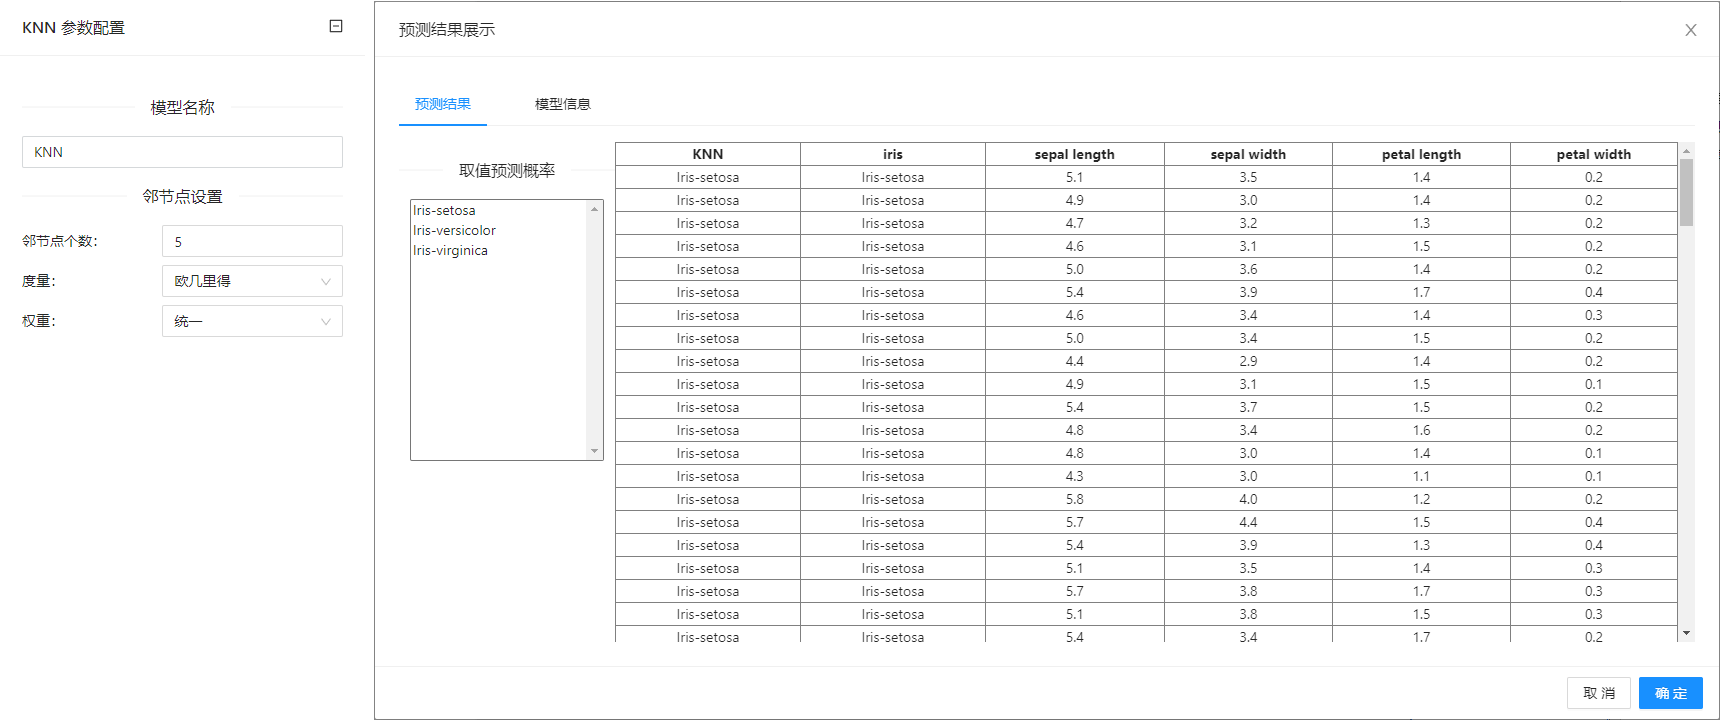 KNN 参数配置
模型名称
KNN
邻节点设置
邻节点个数： 5
度量： 欧几里得
权重： 统一
预测结果展示
预测结果 模型信息
取值预测概率
Iris-setosa
Iris-versicolor
Iris-virginica
KNN iris sepal length sepal width petal length petal width
Iris-setosa Iris-setosa 5.1 3.5 1.4 0.2
Iris-setosa Iris-setosa 4.9 3.0 1.4 0.2
Iris-setosa Iris-setosa 4.7 3.2 1.3 0.2
Iris-setosa Iris-setosa 4.6 3.1 1.5 0.2
Iris-setosa Iris-setosa 5.0 3.6 1.4 0.2
Iris-setosa Iris-setosa 5.4 3.9 1.7 0.4
Iris-setosa Iris-setosa 4.6 3.4 1.4 0.3
Iris-setosa Iris-setosa 5.0 3.4 1.5 0.2
Iris-setosa Iris-setosa 4.4 2.9 1.4 0.2
Iris-setosa Iris-setosa 4.9 3.1 1.5 0.1
Iris-setosa Iris-setosa 5.4 3.7 1.5 0.2
Iris-setosa Iris-setosa 4.8 3.4 1.6 0.2
Iris-setosa Iris-setosa 4.8 3.0 1.4 0.1
Iris-setosa Iris-setosa 4.3 3.0 1.1 0.1
Iris-setosa Iris-setosa 5.8 4.0 1.2 0.2
Iris-setosa Iris-setosa 5.7 4.4 1.5 0.4
Iris-setosa Iris-setosa 5.4 3.9 1.3 0.4
Iris-setosa Iris-setosa 5.1 3.5 1.4 0.3
Iris-setosa Iris-setosa 5.7 3.8 1.7 0.3
Iris-setosa Iris-setosa 5.1 3.8 1.5 0.3
Iris-setosa Iris-setosa 5.4 3.4 1.7 0.2
取消 确定